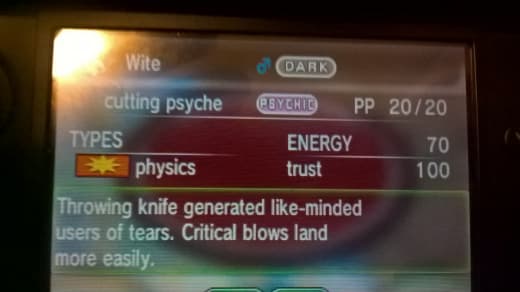 Wite ♂ DARK
cutting psyche PSYCHIC PP 20/20
TYPES ENERGY 70
physics trust 100
Throwing knife generated like-minded
users of tears. Critical blows land
more easily.